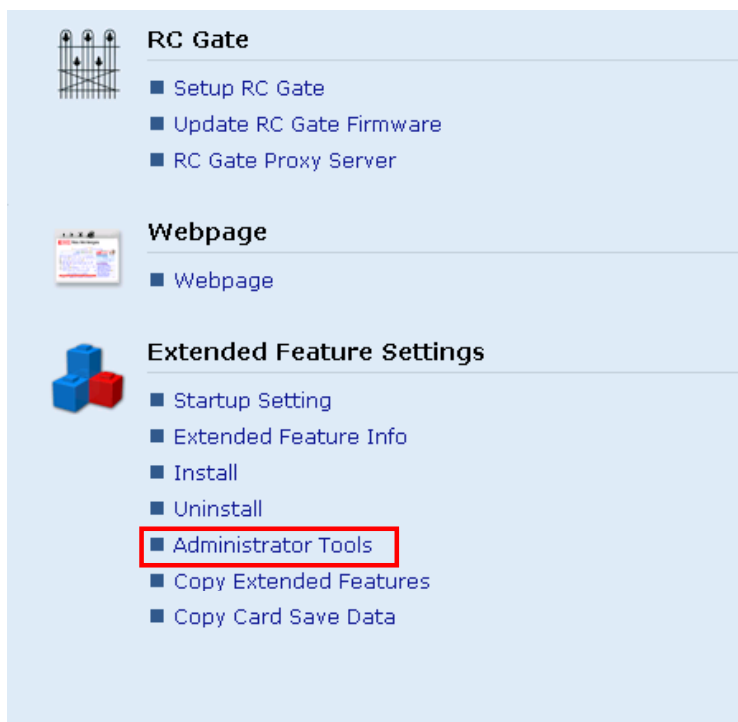 RC Gate
Setup RC Gate
Update RC Gate Firmware
RC Gate Proxy Server
Webpage
Webpage
Extended Feature Settings
Startup Setting
Extended Feature Info
Install
Uninstall
Administrator Tools
Copy Extended Features
Copy Card Save Data